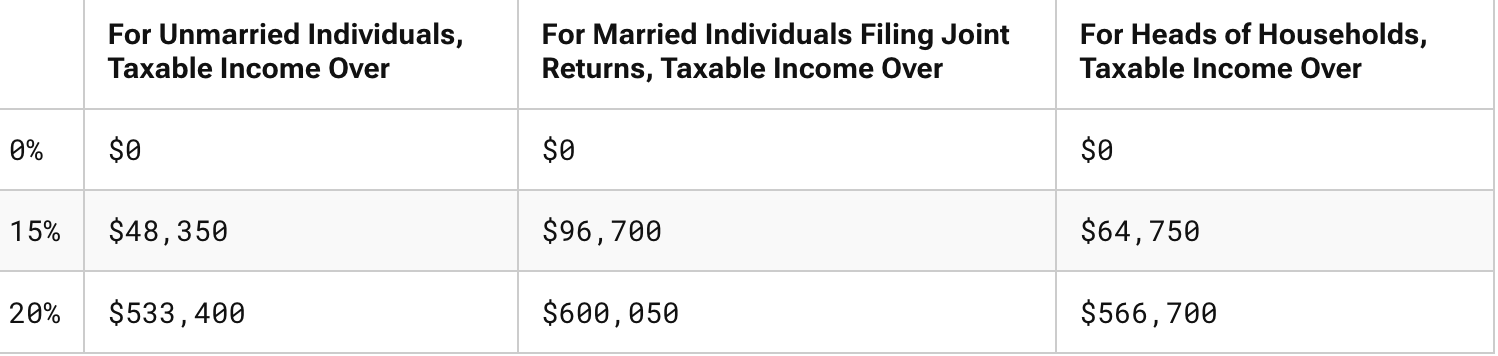 For Unmarried Individuals,
Taxable Income Over
For Married Individuals Filing Joint
Returns, Taxable Income Over
For Heads of Households,
Taxable Income Over
0% $0 $0 $0
15% $48,350 $96,700 $64,750
20% $533,400 $600,050 $566,700